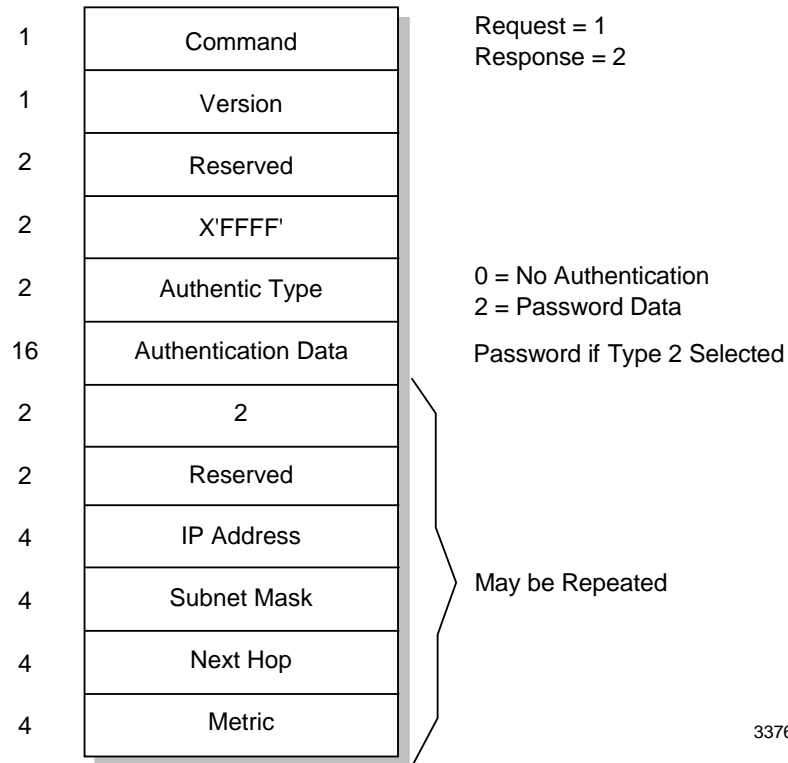 1 Command Request = 1
Response = 2
1 Version
2 Reserved
2 X'FFFF'
2 Authentic Type 0 = No Authentication
2 = Password Data
16 Authentication Data Password if Type 2 Selected
2 2
2 Reserved
4 IP Address
4 Subnet Mask May be Repeated
4 Next Hop
4 Metric
3376